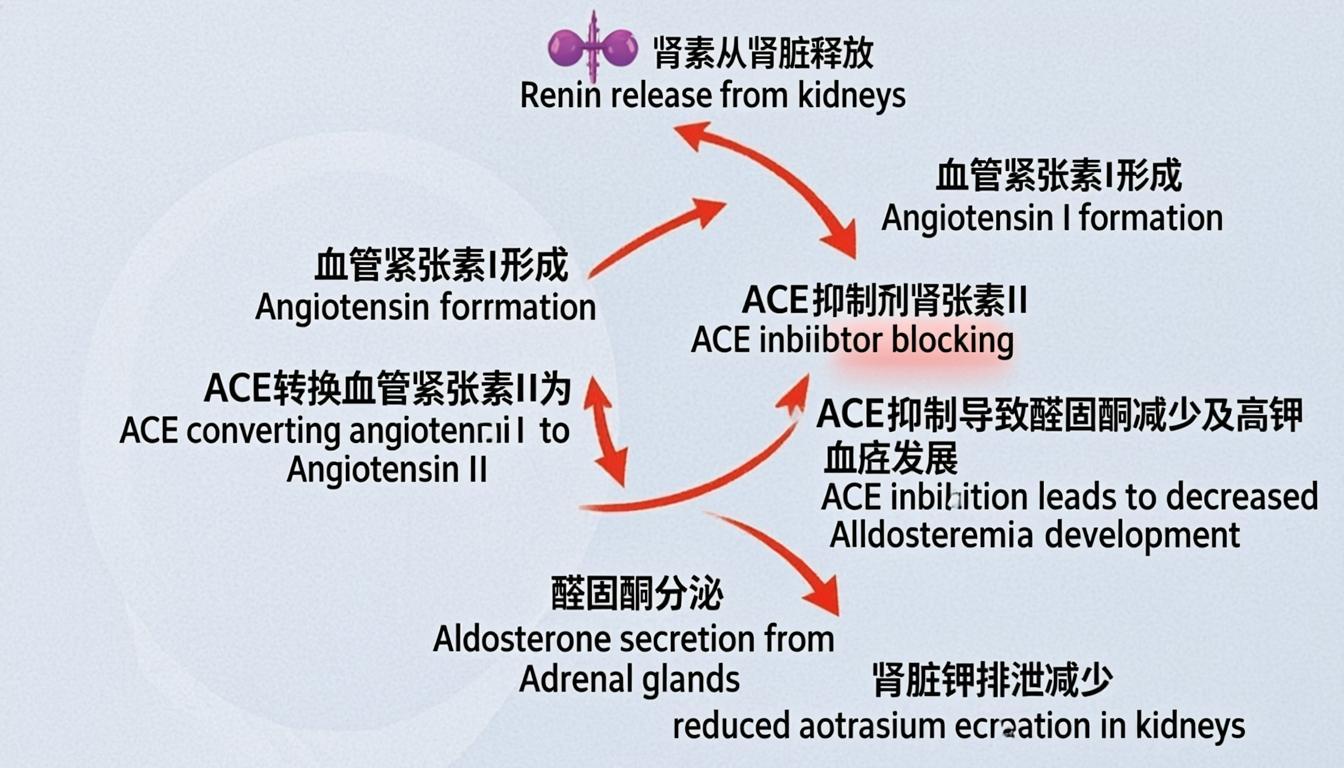 肾素从肾脏释放
Renin release from kidneys
血管紧张素I形成
Angiotensin I formation
血管紧张素I形成
Angiotensin forrmation
ACE抑制剂肾张素II
ACE inbiibtor blocking
ACE转换血管紧张素II为
ACE converting I to
Angiotensin II
ACE抑制导致醛固酮减少及高钾
血症发展
ACE leads to decreased
Alldosteremia development
醛固酮分泌
Aldosterone secretion from
Adrenal glands
肾脏钾排泄减少
reduced aotrasium in kidneys